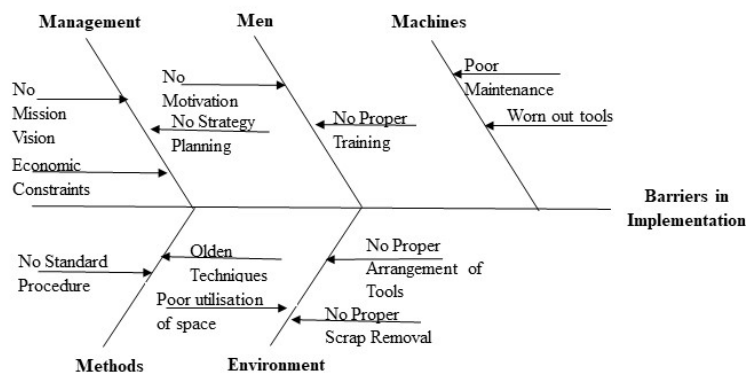 Management
Men
Machines
No
Mission
Vision
Economic
Constraints
No Strategy
Planning
No
Motivation
No Proper
Training
Poor
Maintenance
Worn out tools
Barriers in
Implementation
No Standard
Procedure
Olden
Techniques
Poor utilisation
of space
No Proper
Arrangement of
Tools
No Proper
Scrap Removal
Methods
Environment